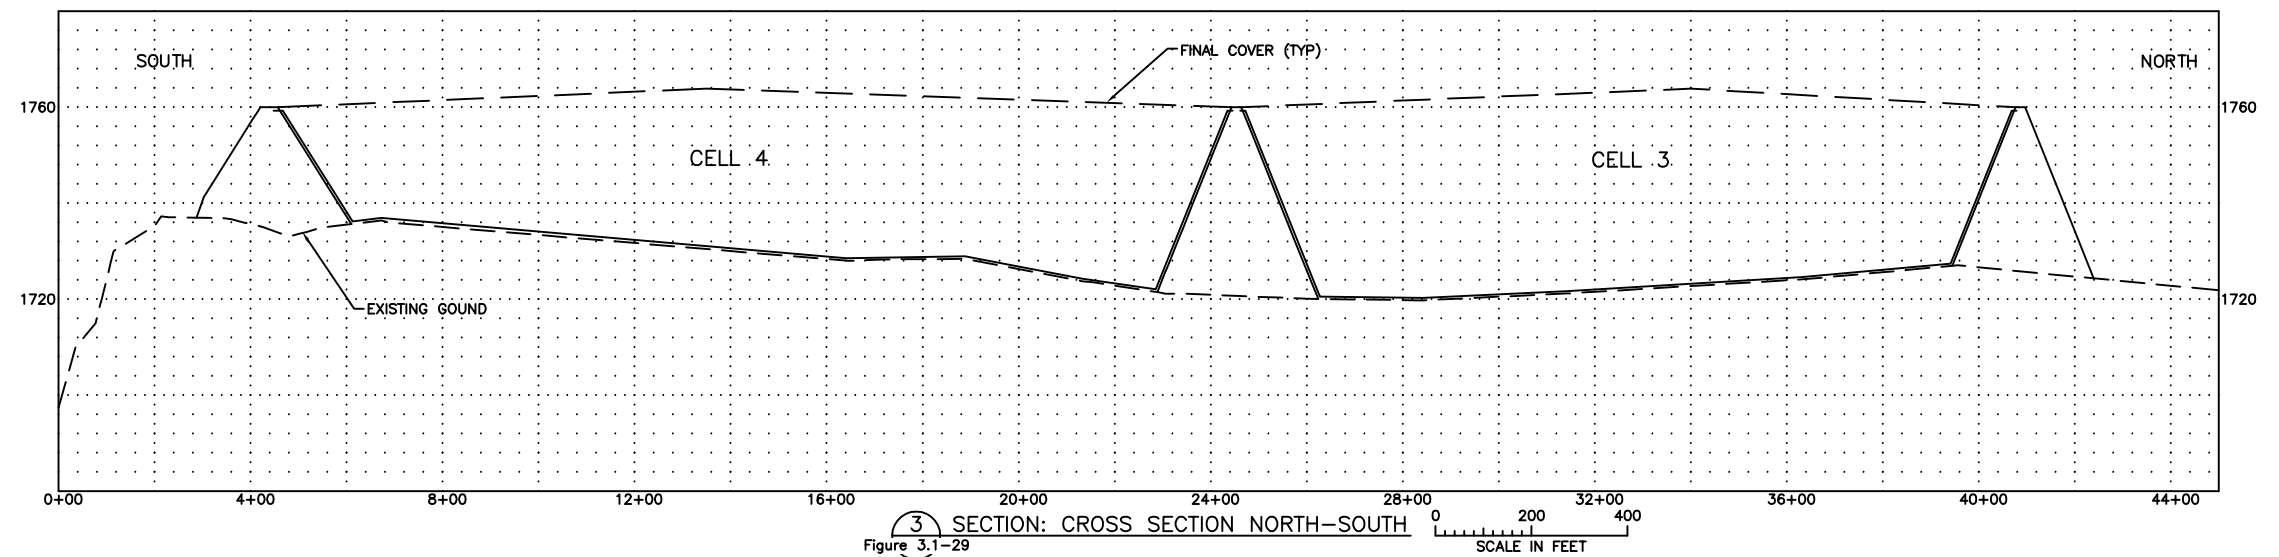 SOUTH
FINAL COVER (TYP)
NORTH
1760
1760
CELL 4
CELL 3
1720
EXISTING GOUND
1720
0+00 4+00 8+00 12+00 16+00 20+00 24+00 28+00 32+00 36+00 40+00 44+00
3 SECTION: CROSS SECTION NORTH-SOUTH
0 200 400
Figure 3.1-29
SCALE IN FEET